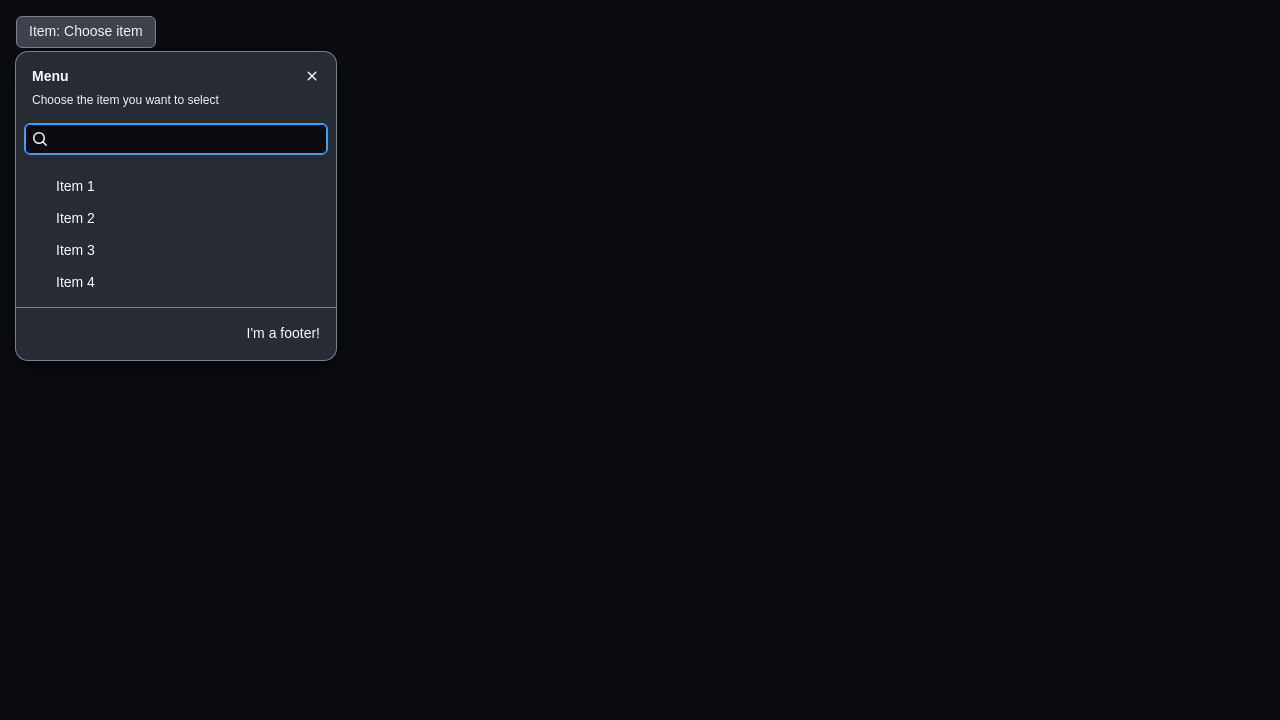 Item: Choose item
Menu
Choose the item you want to select
Item 1
Item 2
Item 3
Item 4
I'm a footer!